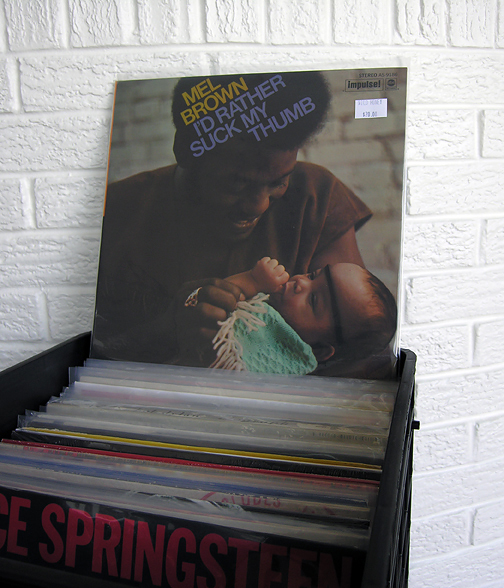 MEL
BROWN
I'D RATHER
SUCK MY
THUMB
STEREO
impulse!
$70.00
CE SPRINGSTEEN